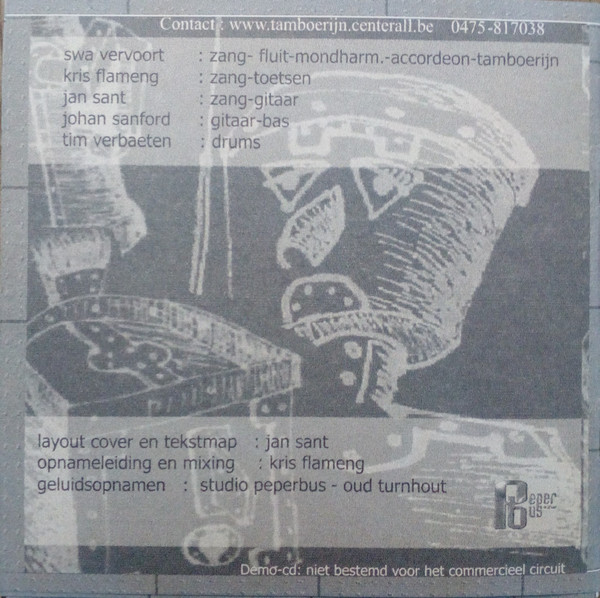 Contact : www.tamboerijn.centerall.be 0475-817038
swa vervoort : zang- fluit-mondharm.-accordeon-tamboerijn
kris flameng : zang-toetsen
jan sant : zang-gitaar
johan sanford : gitaar-bas
tim verbaeten : drums
layout cover en tekstmap : jan sant
opnameleiding en mixing : kris flameng
geluidsopnamen : studio peperbus - oud turnhout
Peper
Bus
Demo-cd: niet bestemd voor het commercieel circuit